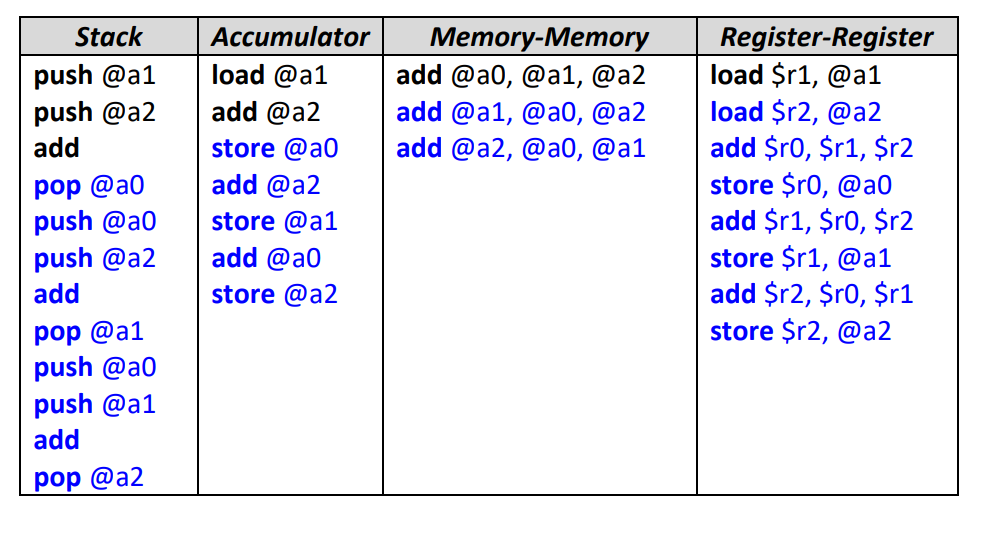 Stack Accumulator Memory-Memory Register-Register
push @a1 load @a1 add @a0, @a1, @a2 load $r1, @a1
push @a2 add @a2 add @a1, @a0, @a2 load $r2, @a2
add store @a0 add @a2, @a0, @a1 add $r0, $r1, $r2
pop @a0 add @a2 store $r0, @a0
push @a0 store @a1 add $r1, $r0, $r2
push @a2 add @a0 store $r1, @a1
add store @a2 add $r2, $r0, $r1
pop @a1 store $r2, @a2
push @a0
push @a1
add
pop @a2